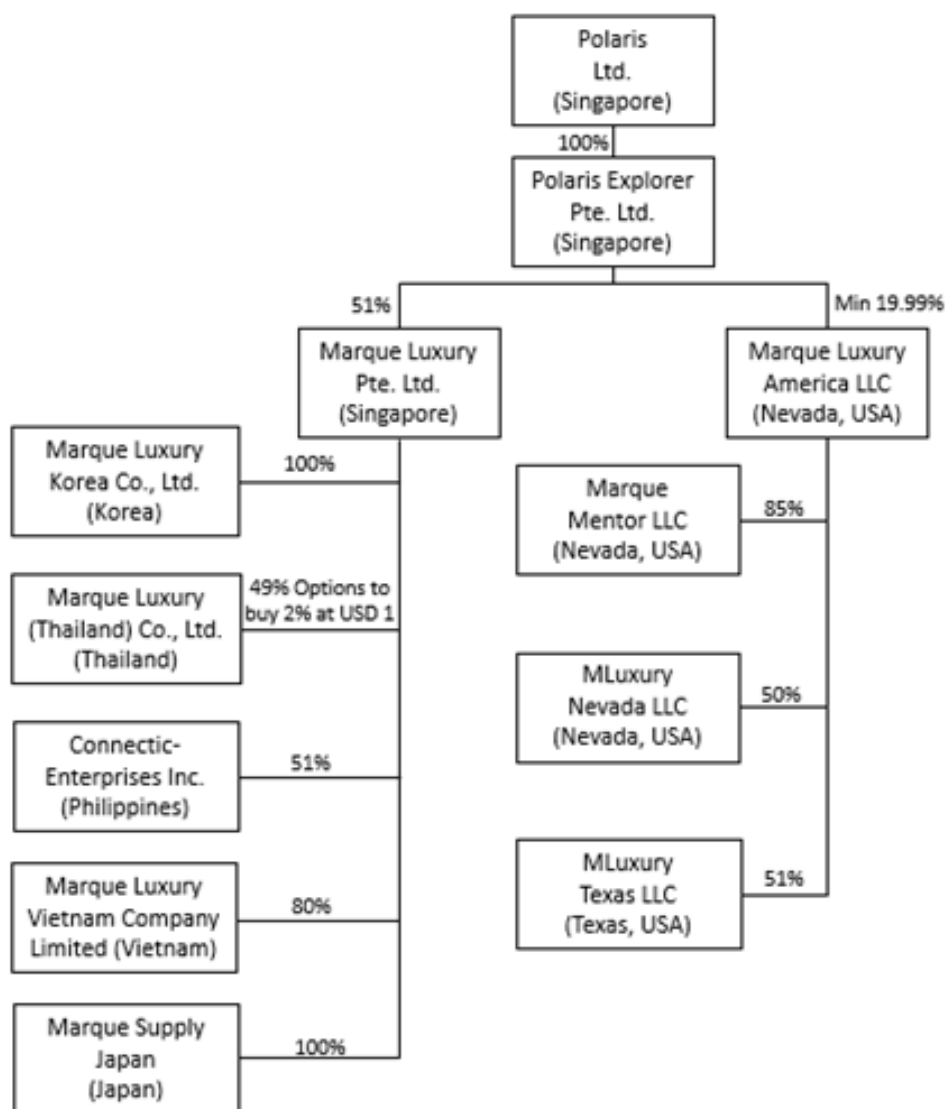 Polaris
Ltd.
(Singapore)
100%
Polaris Explorer
Pte. Ltd.
(Singapore)
51%
Min 19.99%
Marque Luxury
Pte. Ltd.
(Singapore)
Marque Luxury
America LLC
(Nevada, USA)
Marque Luxury
Korea Co., Ltd.
(Korea)
100%
Marque
Mentor LLC
(Nevada, USA)
85%
Marque Luxury
(Thailand) Co., Ltd.
(Thailand)
49% Options to
buy 2% at USD 1
MLuxury
Nevada LLC
(Nevada, USA)
50%
Connectic-
Enterprises Inc.
(Philippines)
51%
MLuxury
Texas LLC
(Texas, USA)
51%
Marque Luxury
Vietnam Company
Limited (Vietnam)
80%
Marque Supply
Japan
(Japan)
100%